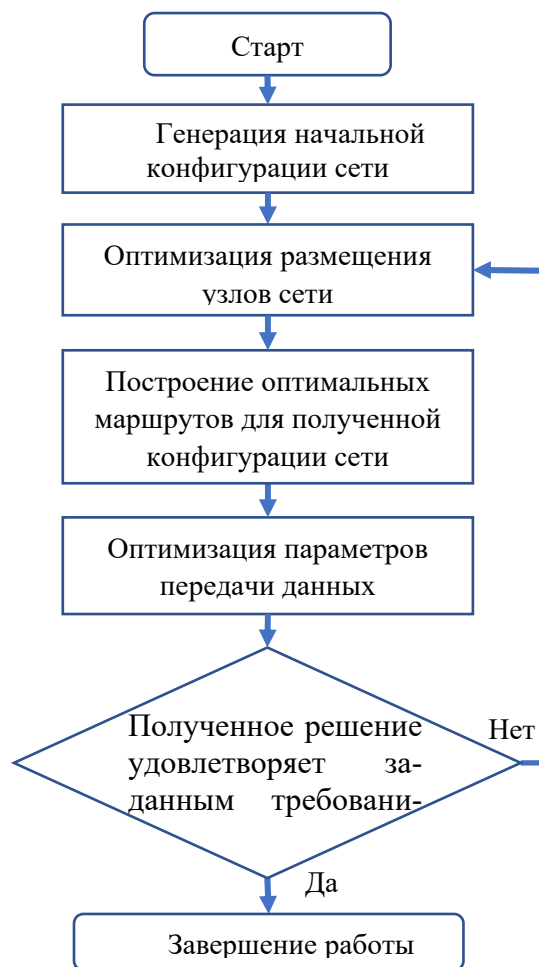 Старт
Генерация начальной
конфигурации сети
Оптимизация размещения
узлов сети
Построение оптимальных
маршрутов для полученной
конфигурации сети
Оптимизация параметров
передачи данных
Полученное решение
удовлетворяет за-
данным требовани-
Нет
Да
Завершение работы